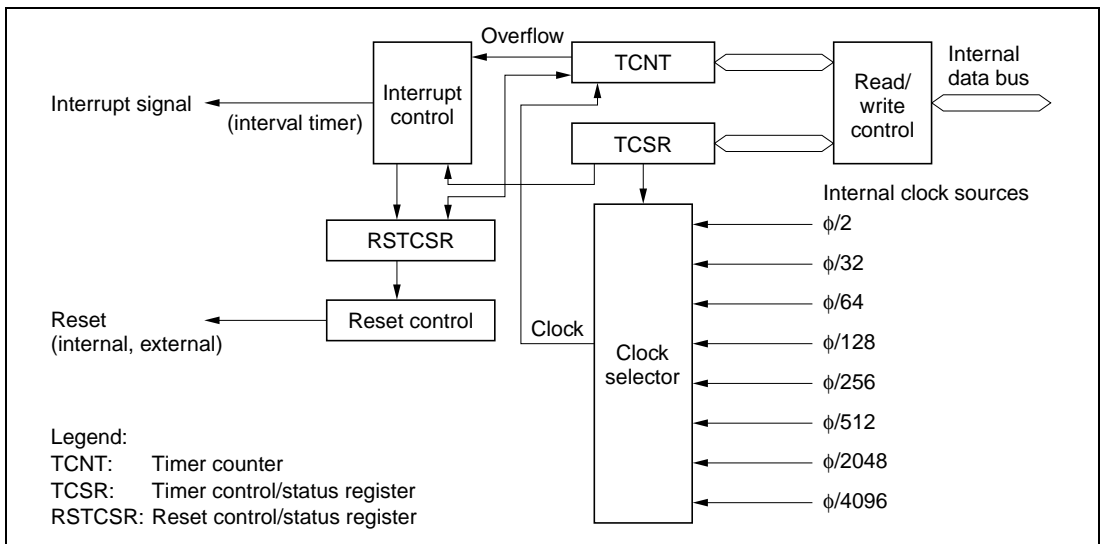 Overflow
TCNT
Internal
data bus
Interrupt signal
(interval timer)
Interrupt
control
Read/
write
control
TCSR
Internal clock sources
RSTCSR
ϕ/2
ϕ/32
ϕ/64
Reset
(internal, external)
Reset control
Clock
Clock
selector
ϕ/128
ϕ/256
ϕ/512
ϕ/2048
ϕ/4096
Legend:
TCNT: Timer counter
TCSR: Timer control/status register
RSTCSR: Reset control/status register